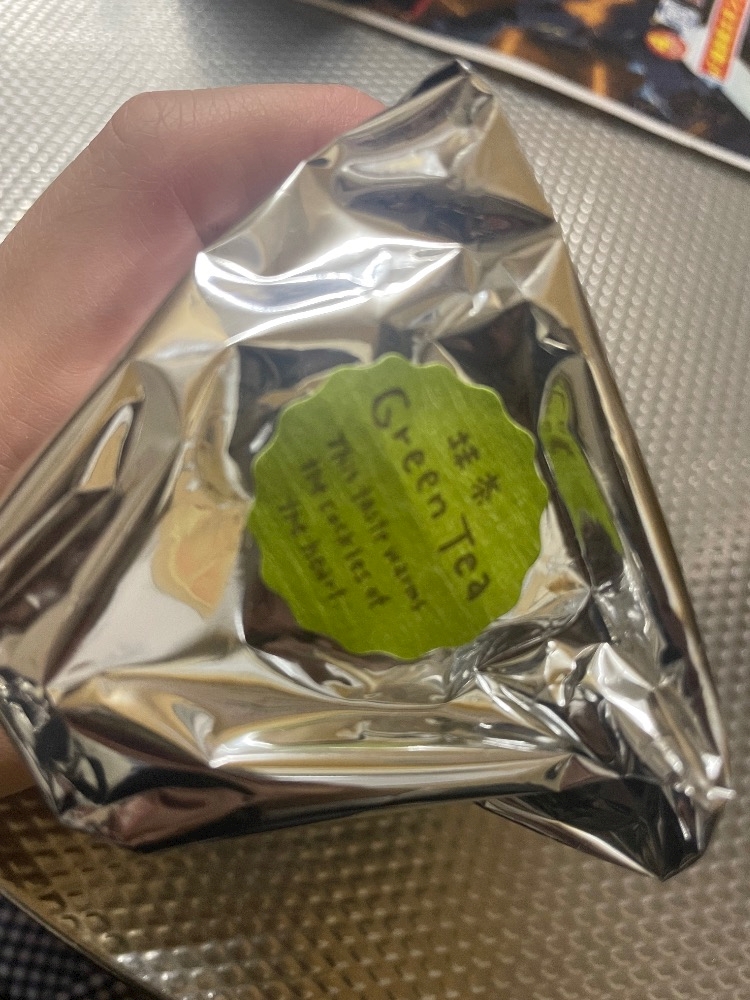 抹茶
Green Tea
This taste warms
the cockles of
the heart.